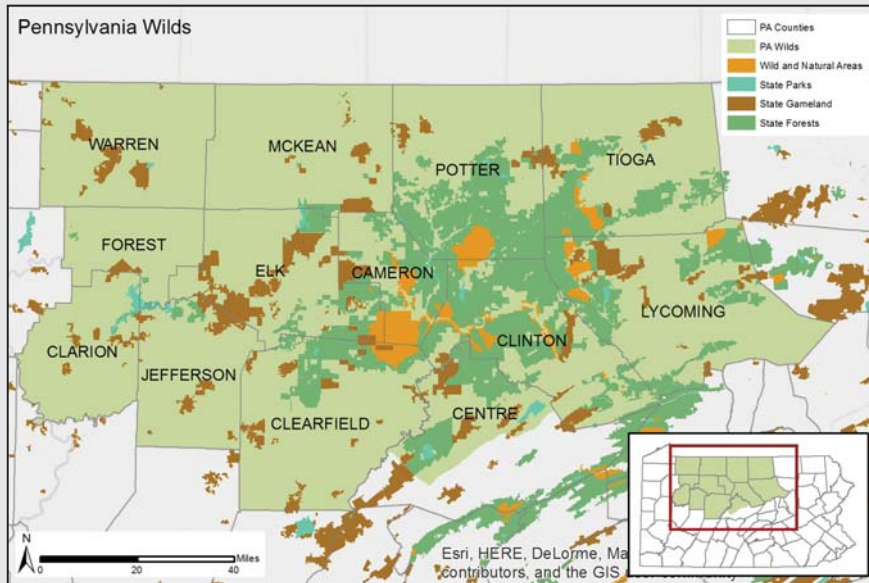 Pennsylvania Wilds
PA Counties
PA Wilds
Wild and Natural Areas
State Parks
State Gameland
State Forests
WARREN
MCKEAN
POTTER
TIOGA
FOREST
ELK
CAMERON
LYCOMING
CLARION
CLINTON
JEFFERSON
CENTRE
CLEARFIELD
N
0 20 40 Miles
Esri, HERE, DeLorme,
contributors, and the GIS